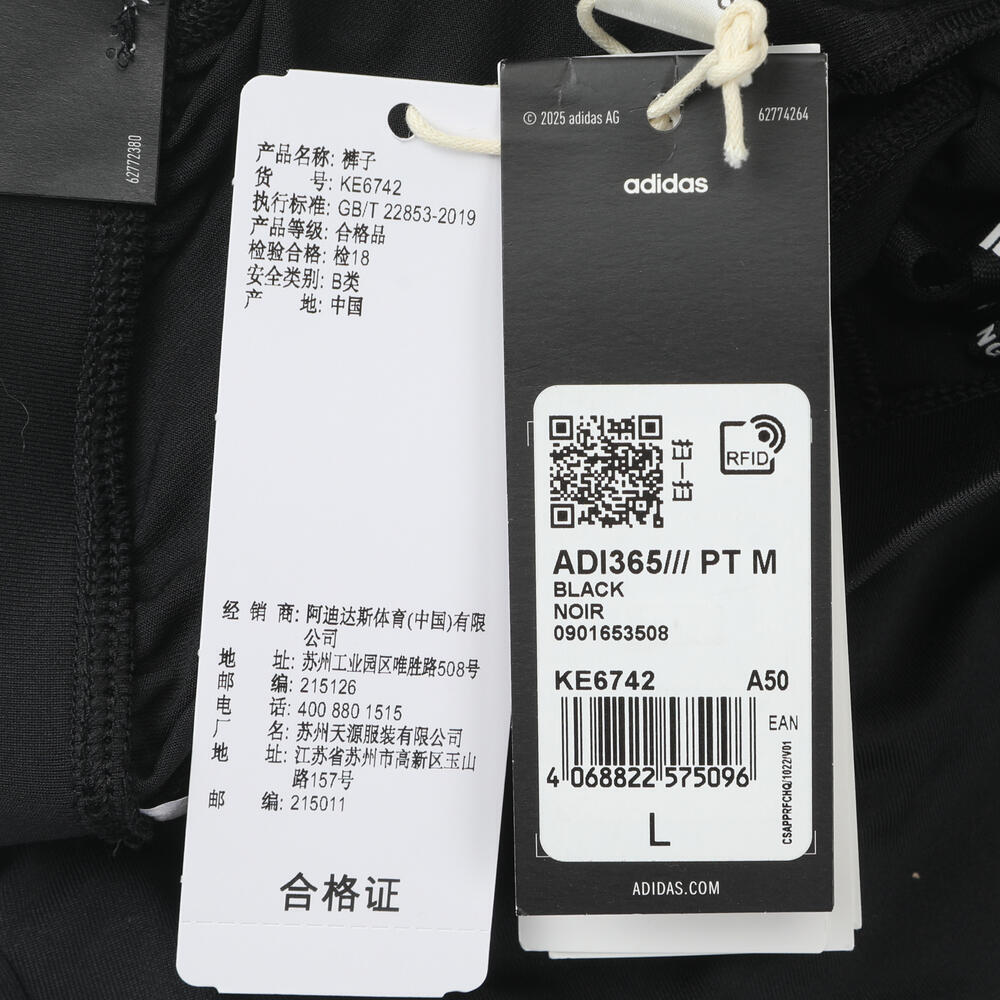 62772380
产品名称: 裤子
货 号: KE6742
执行标准: GB/T 22853-2019
产品等级: 合格品
检验合格: 检18
安全类别: B类
产 地: 中国
经 销 商: 阿迪达斯体育(中国)有限
公司
地 址: 苏州工业园区唯胜路508号
邮 编: 215126
电 话: 400 880 1515
厂 名: 苏州天源服装有限公司
地 址: 江苏省苏州市高新区玉山
路157号
邮 编: 215011
合格证
© 2025 adidas AG
62774264
adidas
扫一扫
RFID
ADI365/// PT M
BLACK
NOIR
0901653508
KE6742 A50
EAN
4 068822 575096
CSAPPRFCHQ/1022/V01
L
ADIDAS.COM